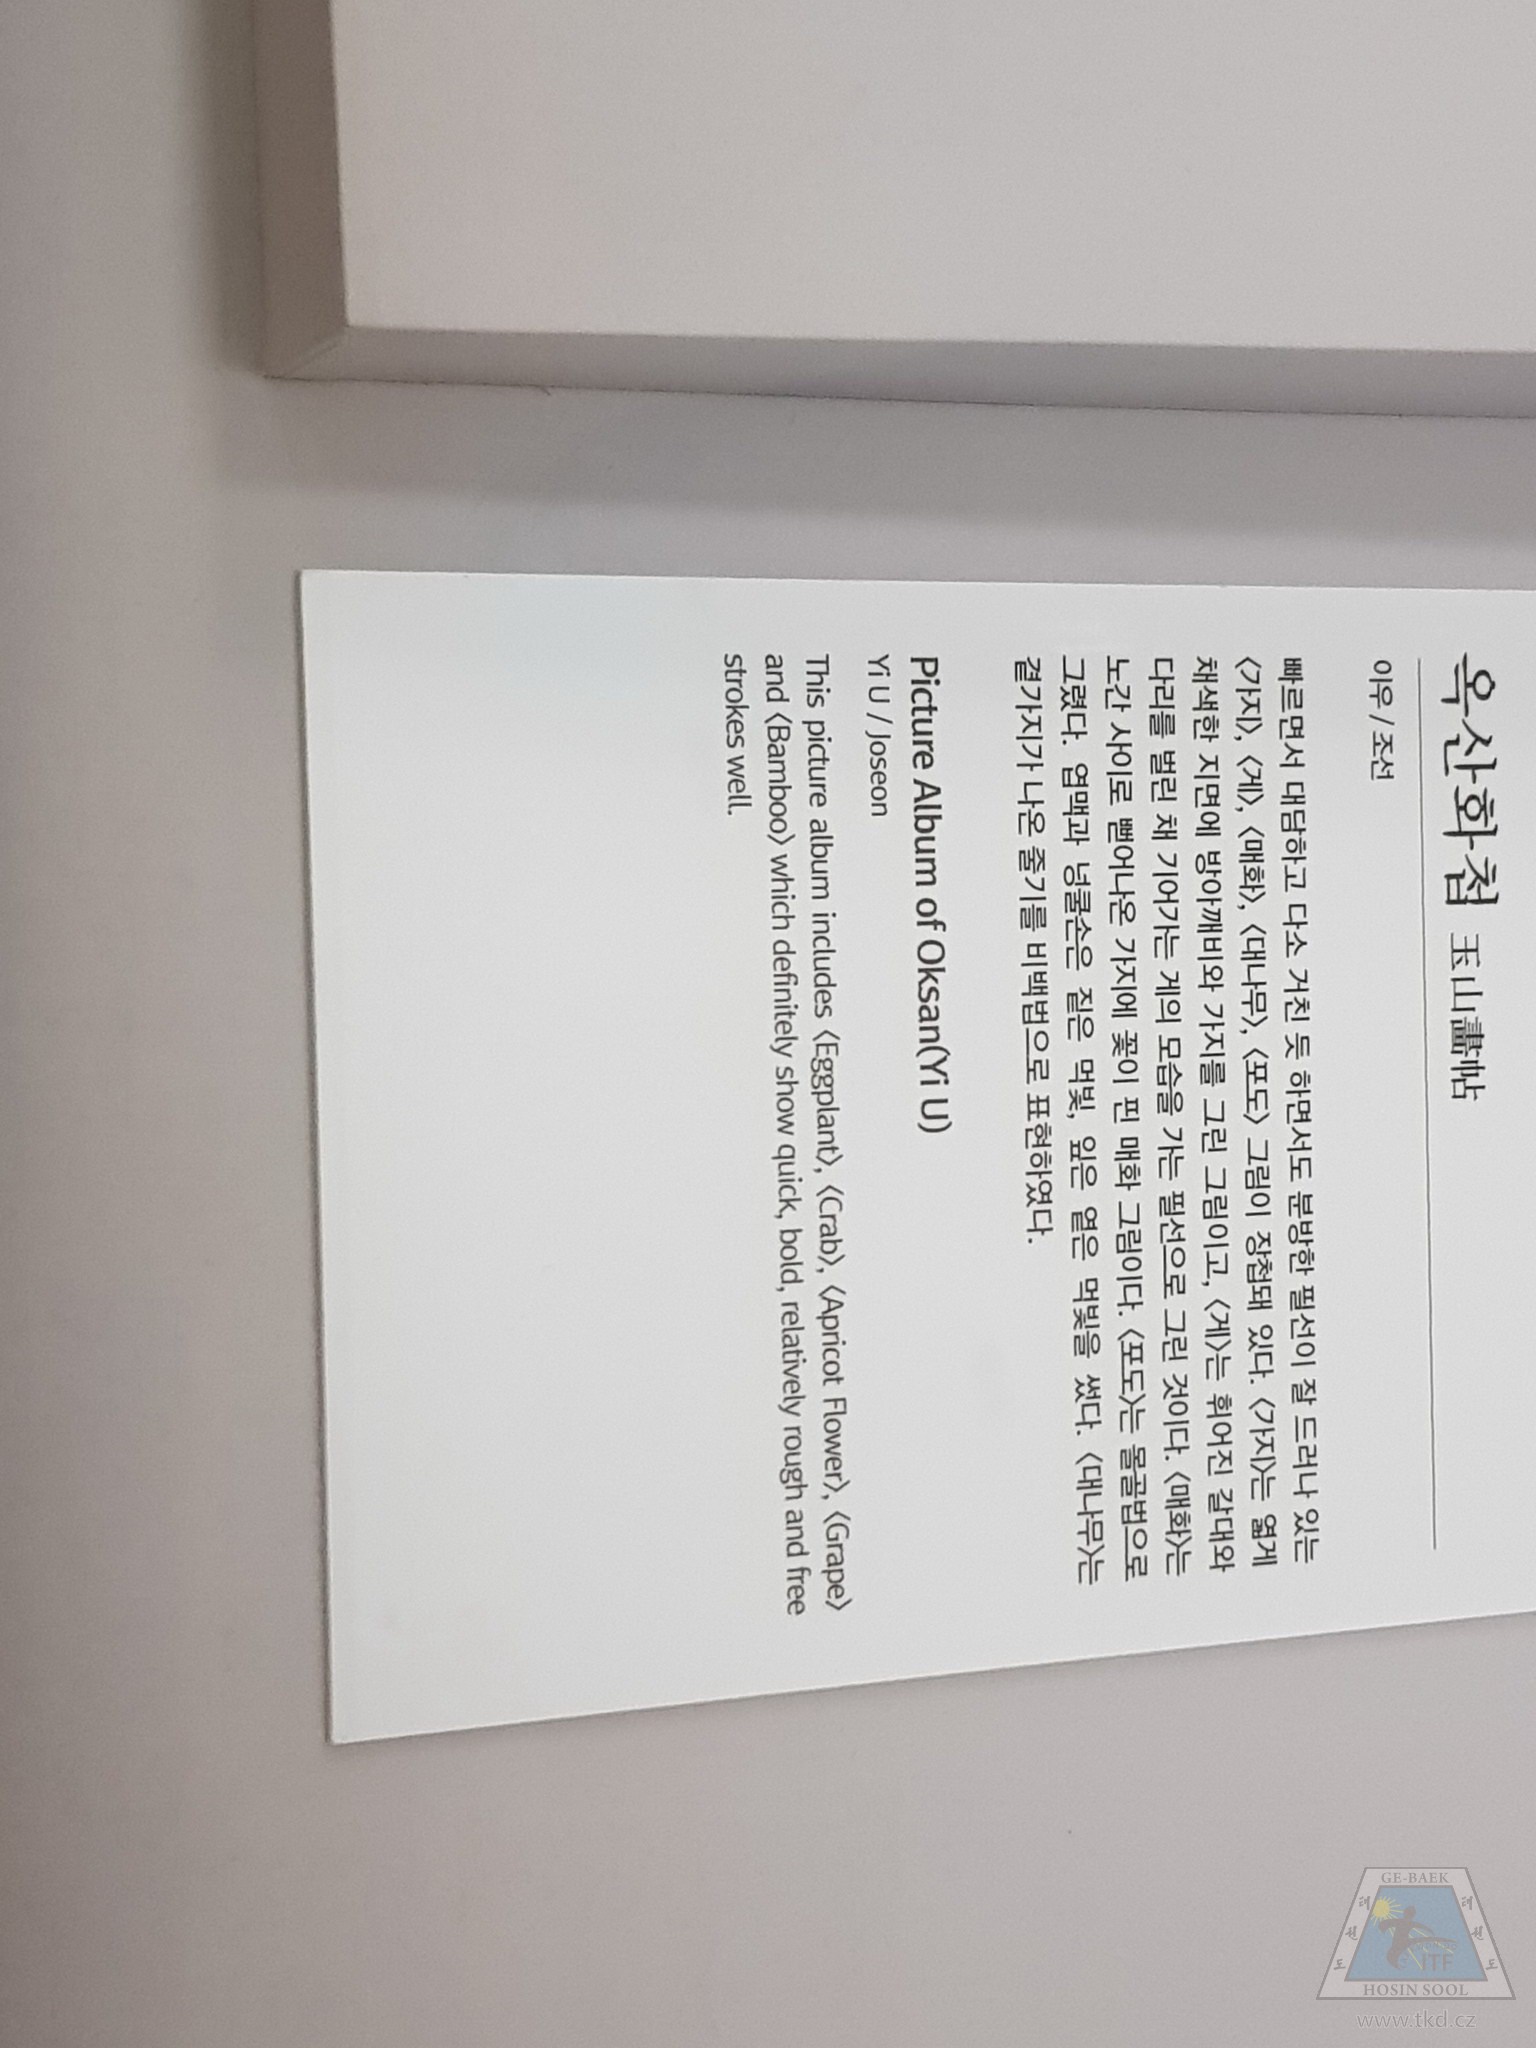 옥산화첩 玉山畵帖
이우 / 조선
빠르면서 대담하고 다소 거친 듯 하면서도 분방한 필선이 잘 드러나 있는
〈가지〉, 〈게〉, 〈매화〉, 〈대나무〉, 〈포도〉 그림이 장첩돼 있다. 〈가지〉는 엷게
채색한 지면에 방아깨비와 가지를 그린 그림이고, 〈게〉는 휘어진 갈대와
다리를 벌린 채 기어가는 게의 모습을 가는 필선으로 그린 것이다. 〈매화〉는
노간 사이로 뻗어나온 가지에 꽃이 핀 매화 그림이다. 〈포도〉는 몰골법으로
그렸다. 엽맥과 넝쿨손은 짙은 먹빛, 잎은 옅은 먹빛을 썼다. 〈대나무〉는
곁가지가 나온 줄기를 비백법으로 표현하였다.
Picture Album of Oksan(Yi U)
Yi U / Joseon
This picture album includes 〈Eggplant〉, 〈Crab〉, 〈Apricot Flower〉, 〈Grape〉
and 〈Bamboo〉 which definitely show quick, bold, relatively rough and free
strokes well.
GE-BAEK
ITF
HOSIN SOOL
www.tkd.cz